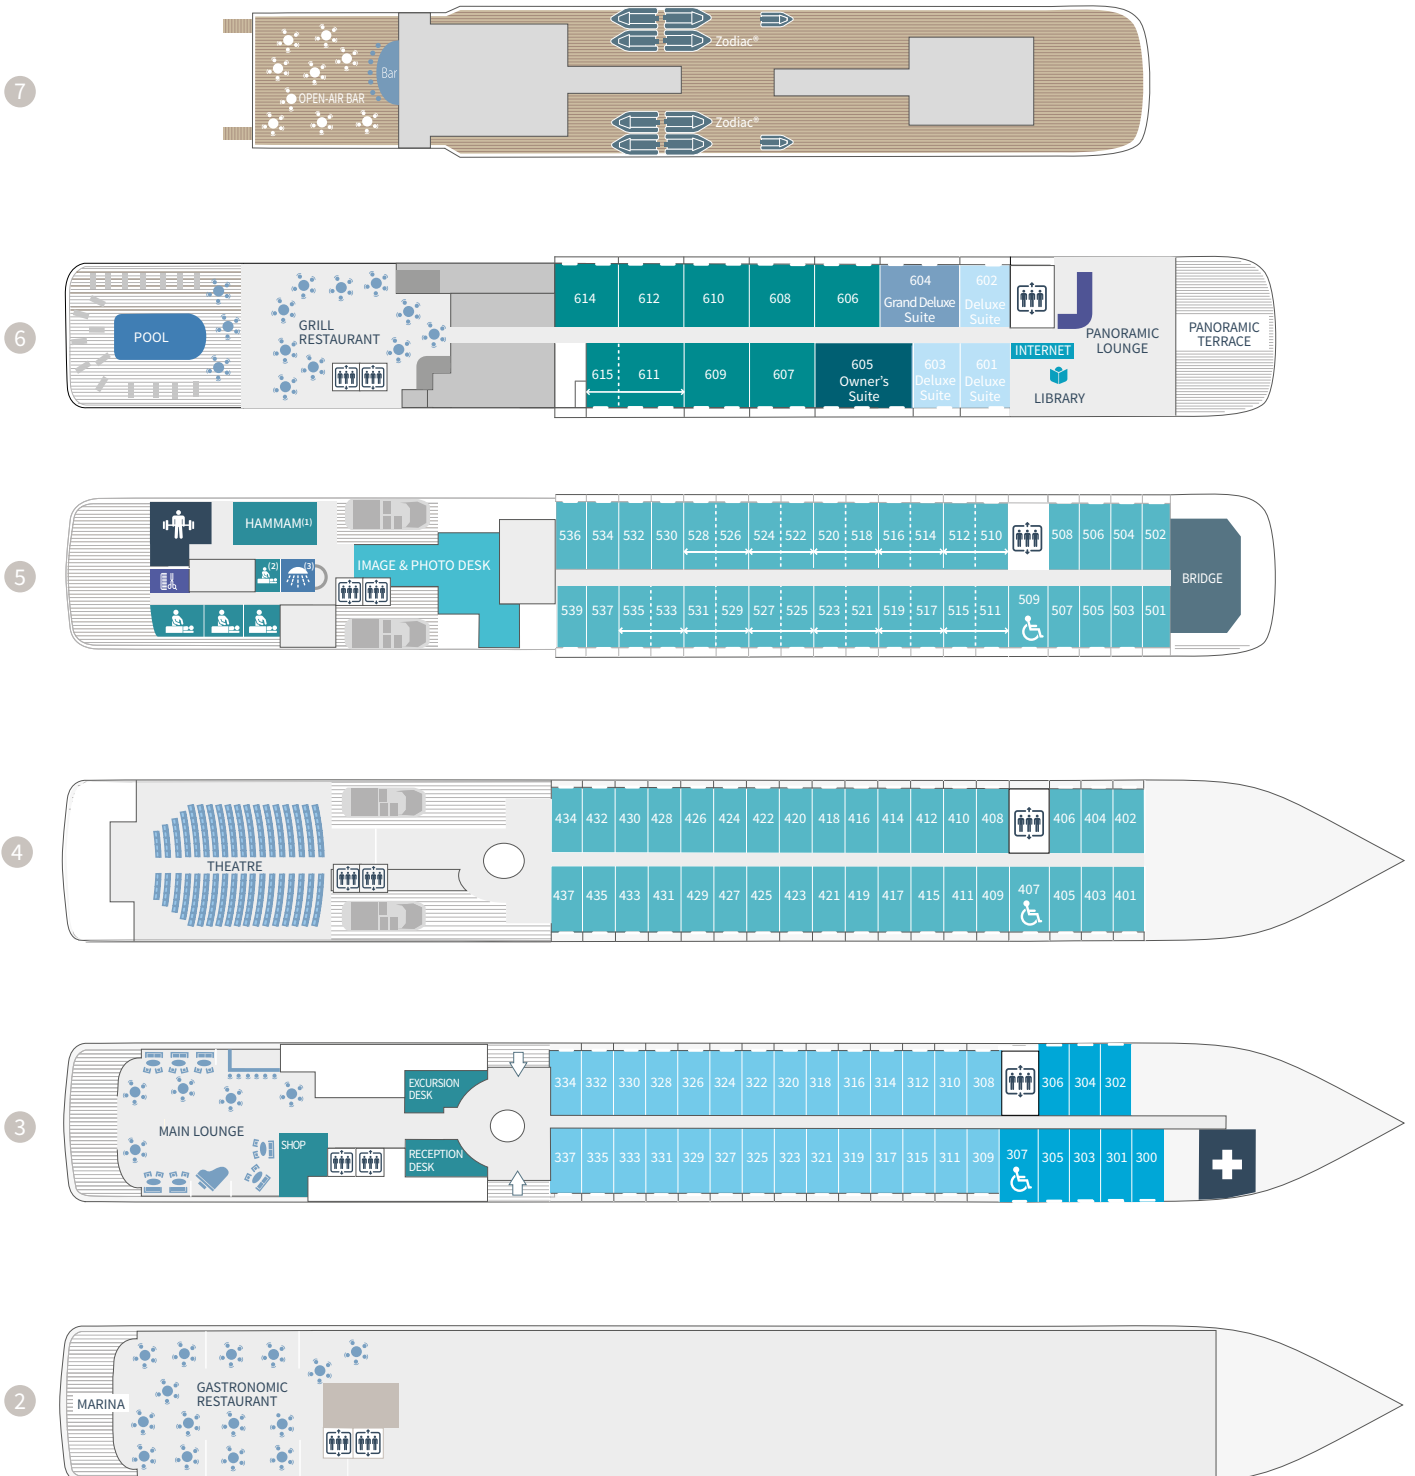 7
Bar
OPEN-AIR BAR
Zodiac®
Zodiac®
6
POOL
GRILL
RESTAURANT
614 612 610 608 606
604
Grand Deluxe
Suite
602
Deluxe
Suite
615 611 609 607
605
Owner's
Suite
603
Deluxe
Suite
601
Deluxe
Suite
INTERNET
LIBRARY
PANORAMIC
LOUNGE
PANORAMIC
TERRACE
5
HAMMAM(1)
(2)
(3)
IMAGE & PHOTO DESK
536 534 532 530 528 526 524 522 520 518 516 514 512 510 508 506 504 502
539 537 535 533 531 529 527 525 523 521 519 517 515 511 509 507 505 503 501
BRIDGE
4
THEATRE
434 432 430 428 426 424 422 420 418 416 414 412 410 408 406 404 402
437 435 433 431 429 427 425 423 421 419 417 415 411 409 407 405 403 401
3
MAIN LOUNGE
SHOP
EXCURSION
DESK
RECEPTION
DESK
334 332 330 328 326 324 322 320 318 316 314 312 310 308 306 304 302
337 335 333 331 329 327 325 323 321 319 317 315 311 309 307 305 303 301 300
2
MARINA
GASTRONOMIC
RESTAURANT